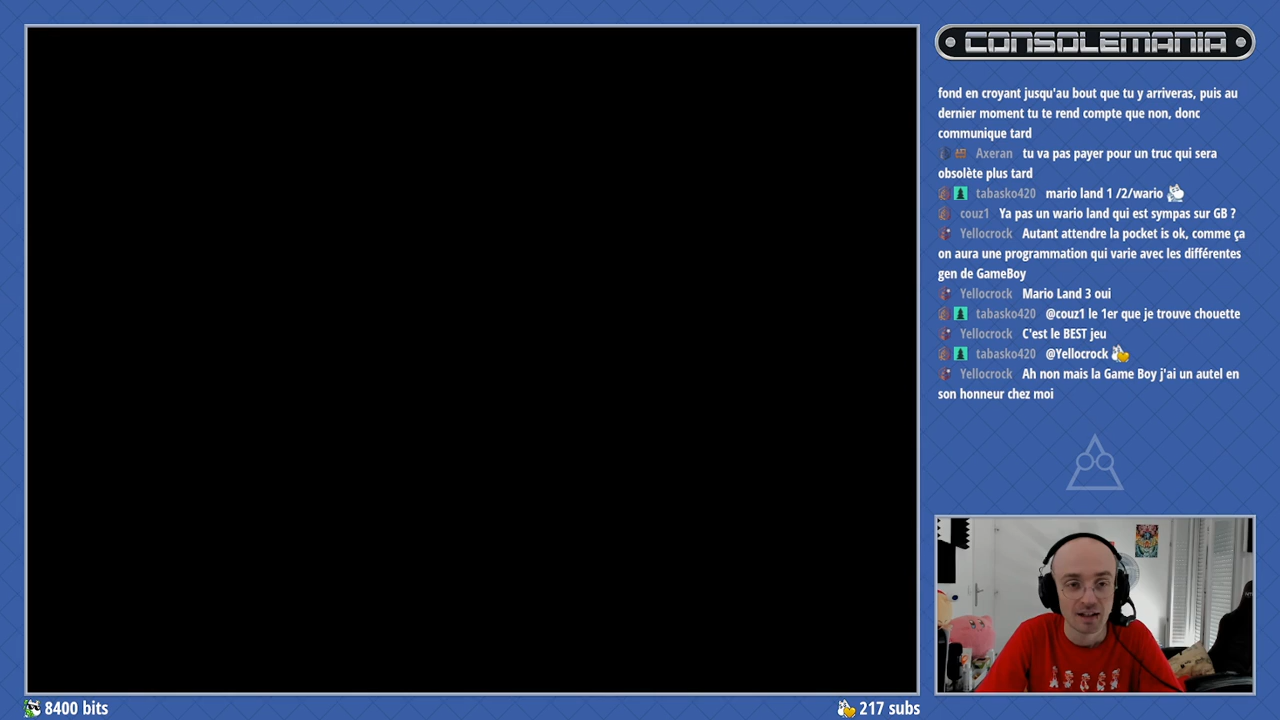 CONSOLEMANIA
fond en croyant jusqu'au bout que tu y arriveras, puis au
dernier moment tu te rend compte que non, donc
communique tard
Axeran tu va pas payer pour un truc qui sera
obsolète plus tard
tabasko420 mario land 1 /2/wario
couz1 Ya pas un wario land qui est sympas sur GB ?
Yellocrock Autant attendre la pocket is ok, comme ça
on aura une programmation qui varie avec les différentes
gen de GameBoy
Yellocrock Mario Land 3 oui
tabasko420 @couz1 le 1er que je trouve chouette
Yellocrock C'est le BEST jeu
tabasko420 @Yellocrock
Yellocrock Ah non mais la Game Boy j'ai un autel en
son honneur chez moi
8400 bits
217 subs